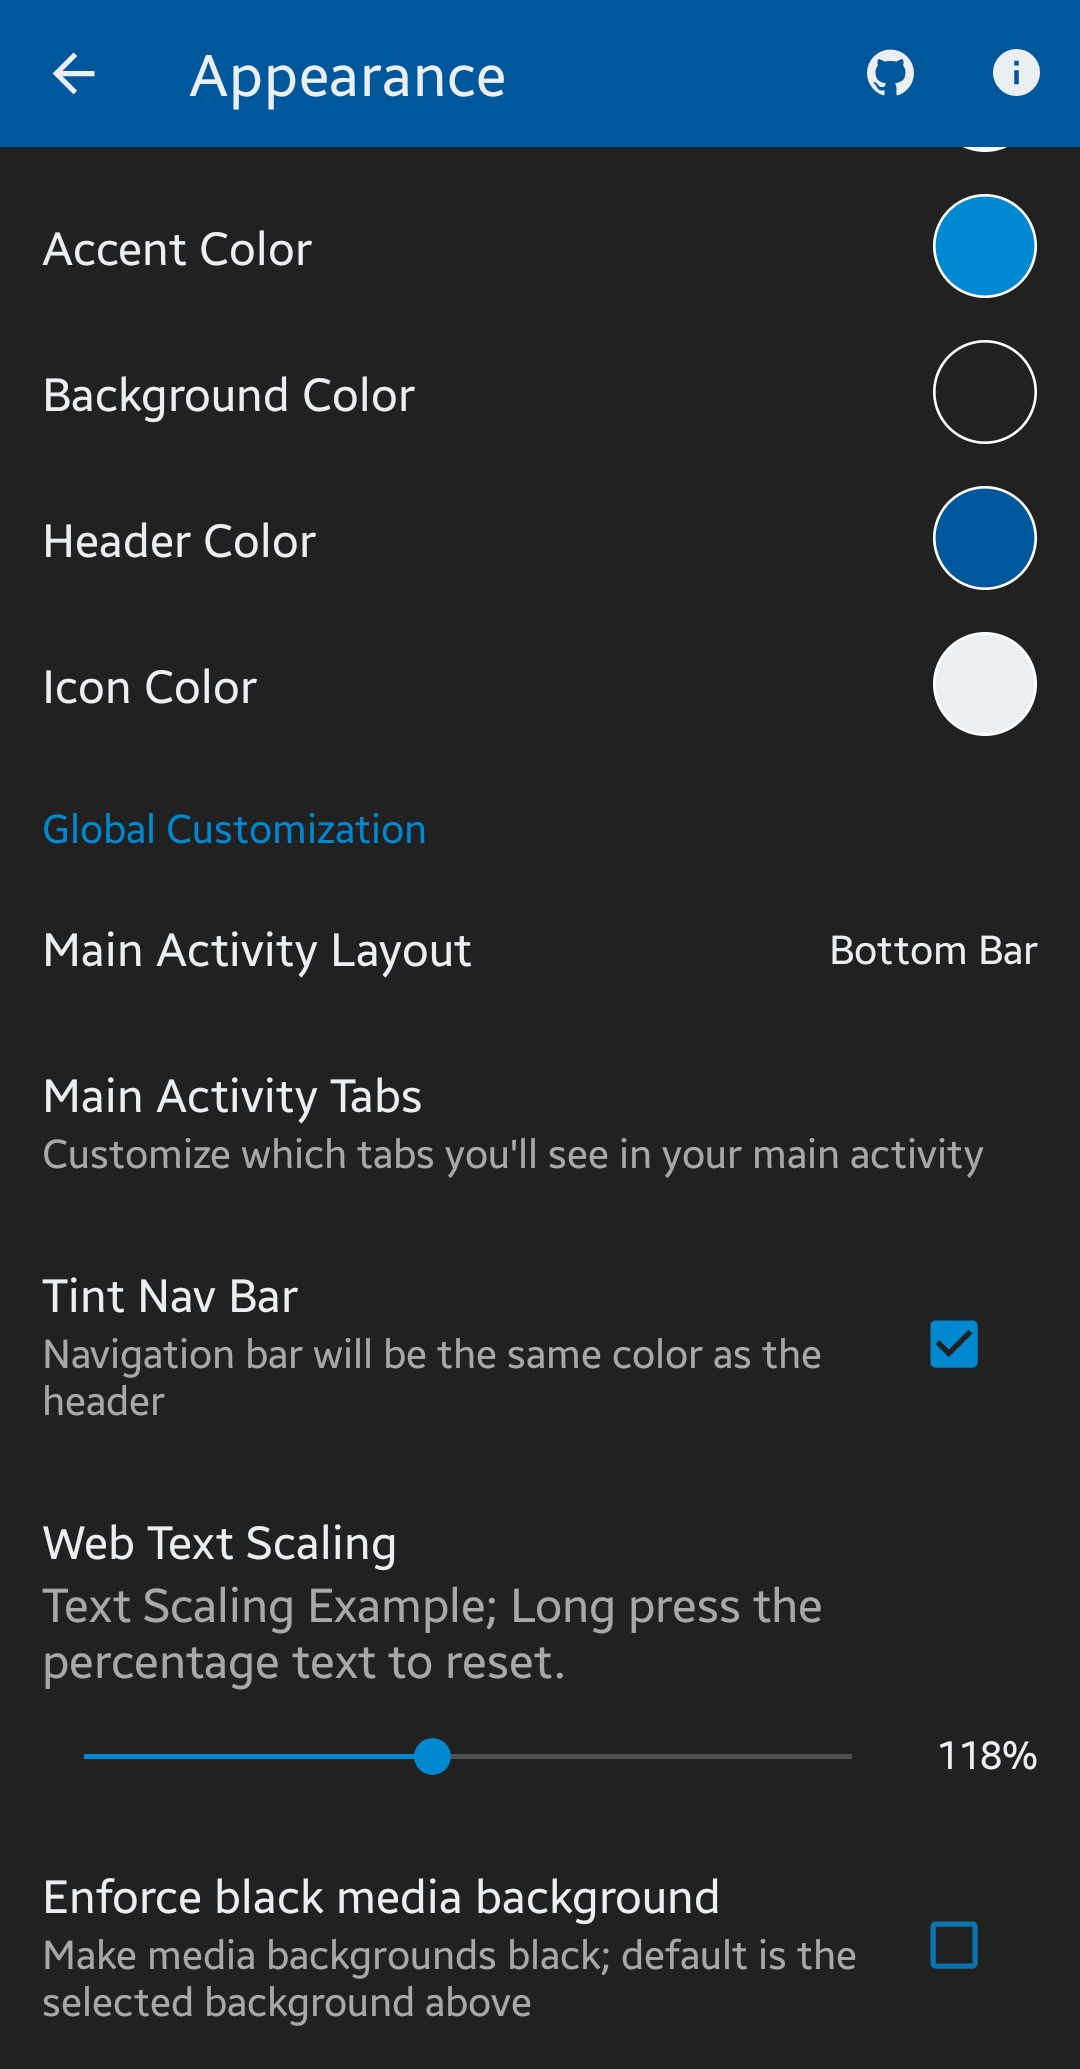 Appearance
Accent Color
Background Color
Header Color
Icon Color
Global Customization
Main Activity Layout
Bottom Bar
Main Activity Tabs
Customize which tabs you'll see in your main activity
Tint Nav Bar
Navigation bar will be the same color as the
header
Web Text Scaling
Text Scaling Example; Long press the
percentage text to reset.
118%
Enforce black media background
Make media backgrounds black; default is the
selected background above